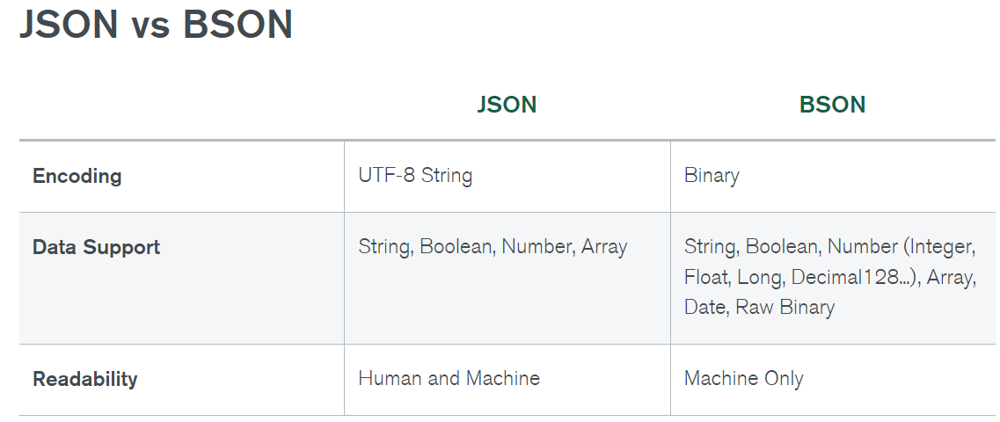 JSON vs BSON
JSON BSON
Encoding UTF-8 String Binary
Data Support String, Boolean, Number, Array String, Boolean, Number (Integer,
Float, Long, Decimal128...), Array,
Date, Raw Binary
Readability Human and Machine Machine Only